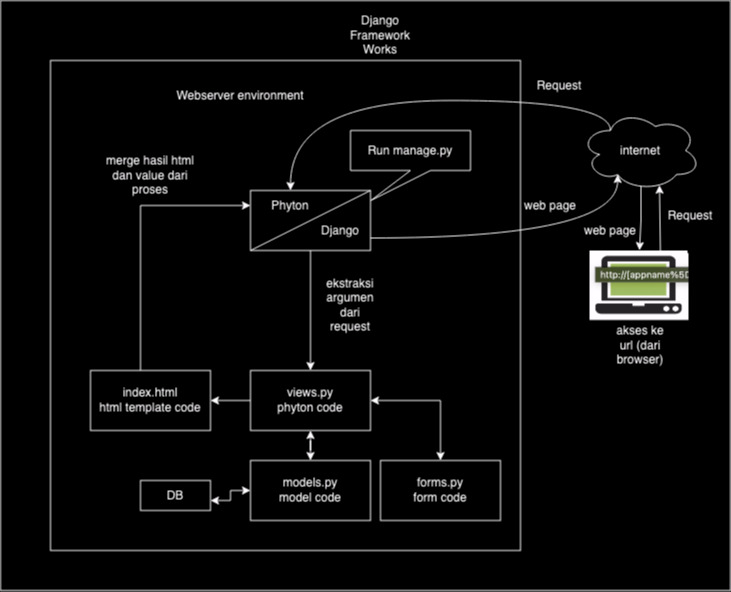 Django
Framework
Works
Webserver environment
Request
merge hasil html
dan value dari
proses
Run manage.py
internet
Phyton
Django
web page
web page
Request
ekstraksi
argumen
dari
request
http://[appname%5D
akses ke
url (dari
browser)
index.html
html template code
views.py
phyton code
DB
models.py
model code
forms.py
form code